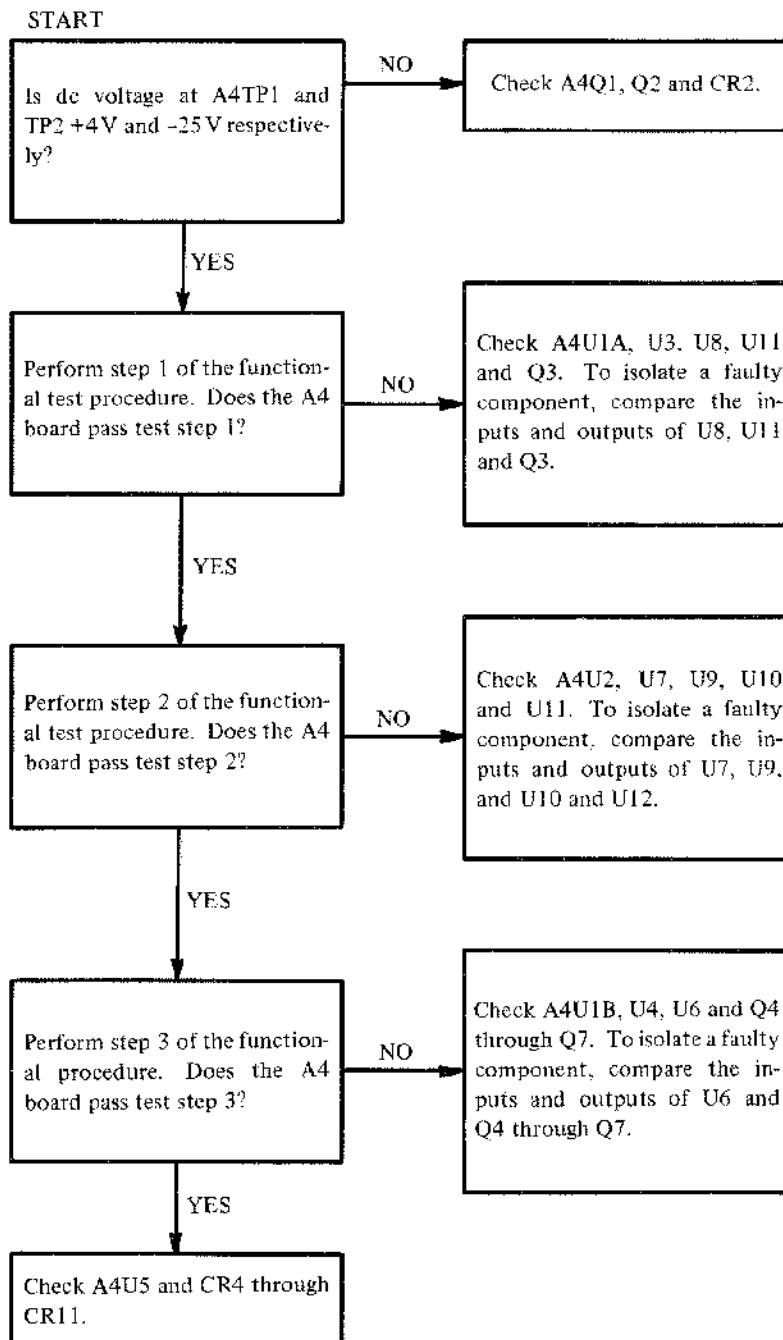 START
Is dc voltage at A4TP1 and
TP2 +4 V and -25 V respective-
ly?
NO
Check A4Q1, Q2 and CR2.
YES
Perform step 1 of the function-
al test procedure. Does the A4
board pass test step 1?
NO
Check A4U1A, U3. U8, U11
and Q3. To isolate a faulty
component, compare the in-
puts and outputs of U8, U11
and Q3.
YES
Perform step 2 of the function-
al test procedure. Does the A4
board pass test step 2?
NO
Check A4U2, U7, U9, U10
and U11. To isolate a faulty
component, compare the in-
puts and outputs of U7, U9,
and U10 and U12.
YES
Perform step 3 of the function-
al procedure. Does the A4
board pass test step 3?
NO
Check A4U1B, U4, U6 and Q4
through Q7. To isolate a faulty
component, compare the in-
puts and outputs of U6 and
Q4 through Q7.
YES
Check A4U5 and CR4 through
CR11.